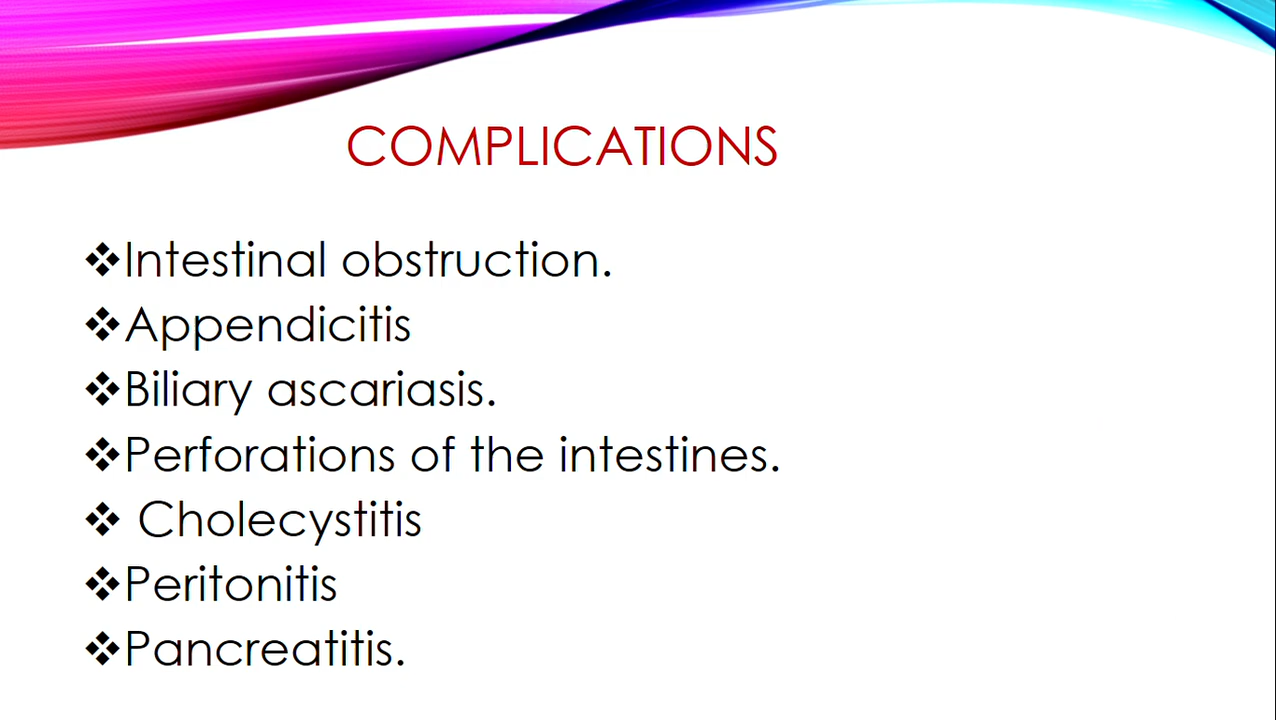 COMPLICATIONS
❖Intestinal obstruction.
❖Appendicitis
❖Biliary ascariasis.
❖Perforations of the intestines.
❖ Cholecystitis
❖Peritonitis
❖Pancreatitis.